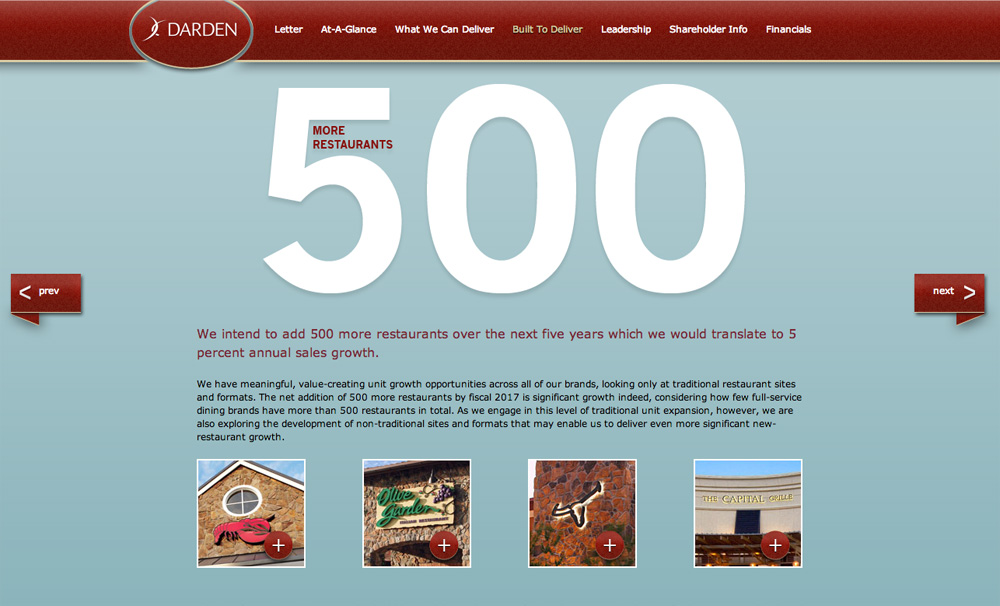 DARDEN
Letter At-A-Glance What We Can Deliver Built To Deliver Leadership Shareholder Info Financials
500
MORE
RESTAURANTS
< prev
next >
We intend to add 500 more restaurants over the next five years which we would translate to 5
percent annual sales growth.
We have meaningful, value-creating unit growth opportunities across all of our brands, looking only at traditional restaurant sites
and formats. The net addition of 500 more restaurants by fiscal 2017 is significant growth indeed, considering how few full-service
dining brands have more than 500 restaurants in total. As we engage in this level of traditional unit expansion, however, we are
also exploring the development of non-traditional sites and formats that may enable us to deliver even more significant new-
restaurant growth.
Olive
Garden
ITALIAN RESTAURANT
THE CAPITAL GRILLE
+ + + +